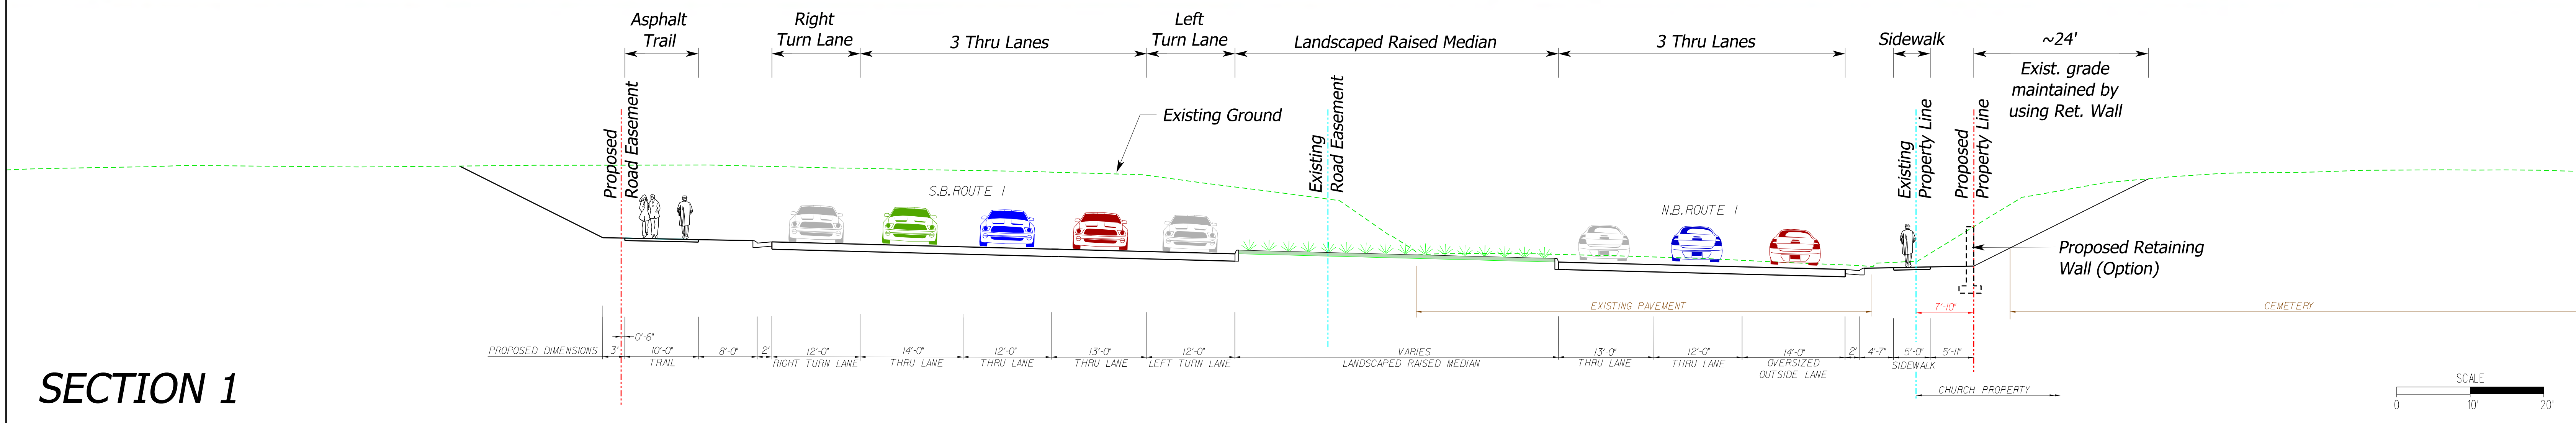 Asphalt
Trail
Right
Turn Lane
3 Thru Lanes
Left
Turn Lane
Landscaped Raised Median
3 Thru Lanes
Sidewalk
~24'
Exist. grade
maintained by
using Ret. Wall
Proposed
Road Easement
Existing Ground
Existing
Road Easement
Existing
Property Line
Proposed
Property Line
S.B. ROUTE 1
N.B. ROUTE 1
Proposed Retaining
Wall (Option)
EXISTING PAVEMENT
7'-10"
CEMETERY
0'-6"
PROPOSED DIMENSIONS 3' 10'-0" 8'-0" 2' 12'-0" 14'-0" 12'-0" 13'-0" 12'-0" VARIES 13'-0" 12'-0" 14'-0" 2' 4'-7" 5'-0" 5'-11"
TRAIL RIGHT TURN LANE THRU LANE THRU LANE THRU LANE LEFT TURN LANE LANDSCAPED RAISED MEDIAN THRU LANE THRU LANE OVERSIZED SIDEWALK
OUTSIDE LANE
CHURCH PROPERTY
SECTION 1
SCALE
0 10' 20'